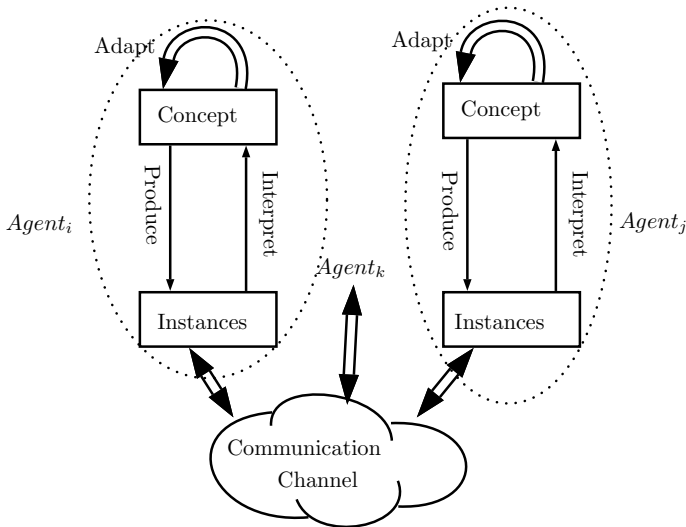 Adapt
Adapt
Concept
Concept
Produce
Interpret
Produce
Interpret
Agent_i
Agent_j
Agent_k
Instances
Instances
Communication
Channel